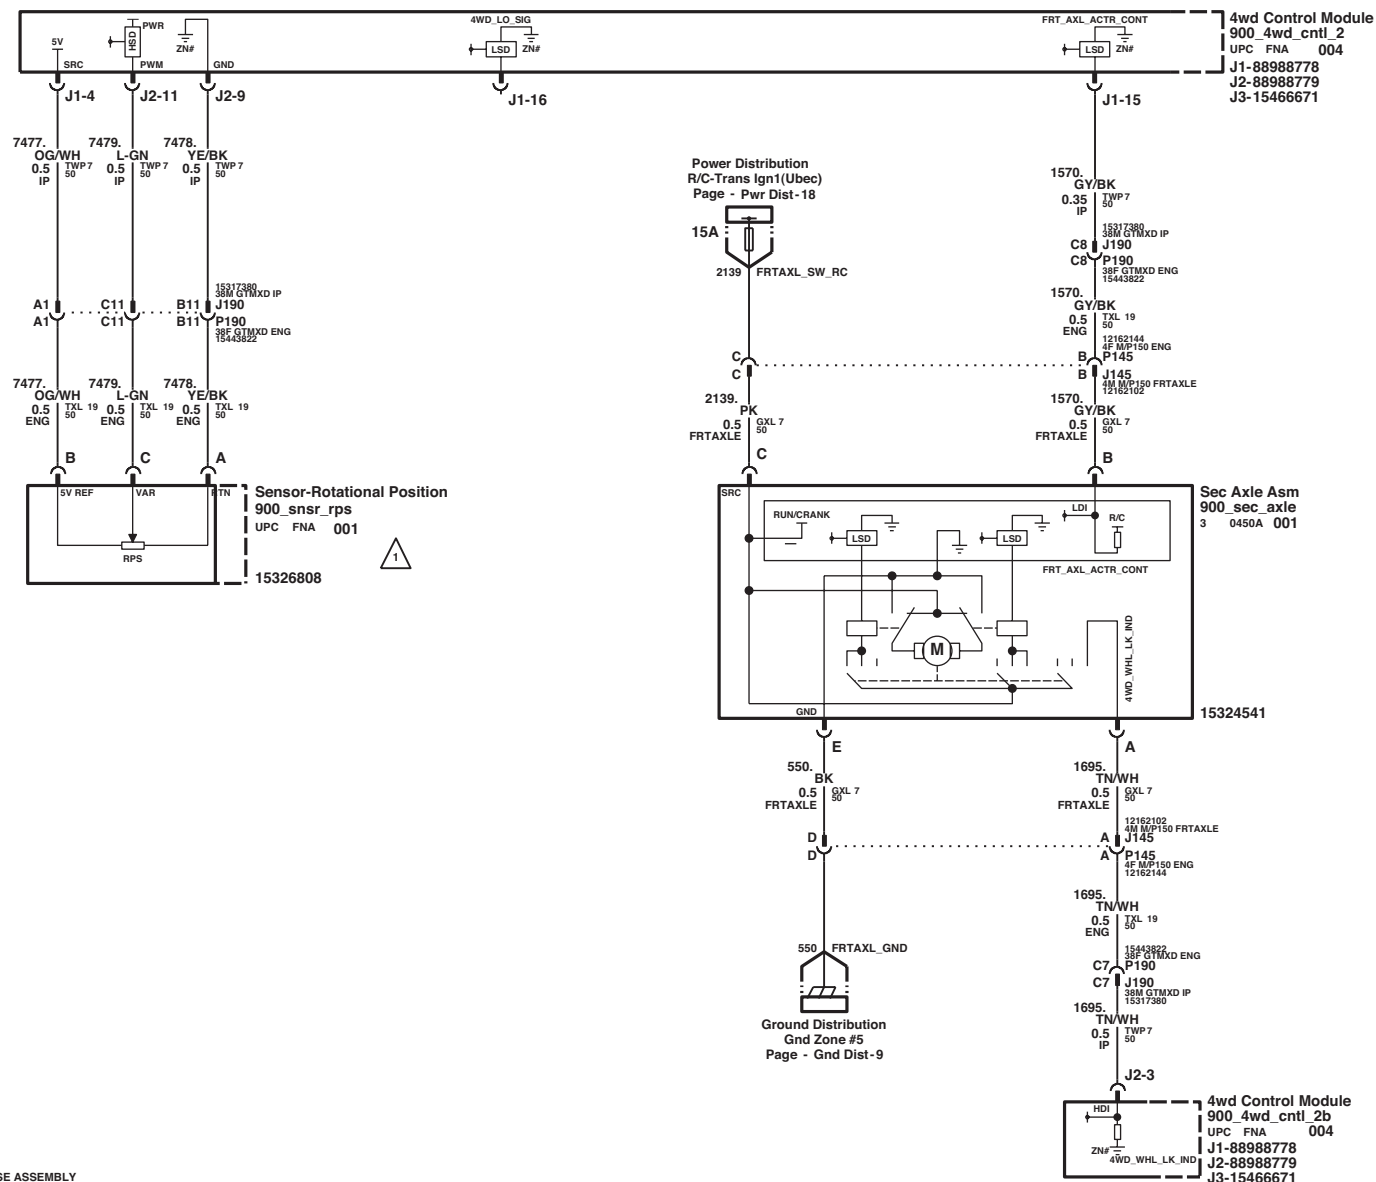 4WD_LO_SIG
FRT_AXL_ACTR_CONT
5V
HSD
PWR
ZN#
LSD
ZN#
LSD
ZN#
SRC
PWM
GND
4wd Control Module
900_4wd_cntl_2
UPC FNA 004
J1-88988778
J2-88988779
J3-15466671
J1-4
J2-11
J2-9
J1-16
J1-15
7477.
OG/WH
0.5 TWP 7
50
IP
7479.
L-GN
0.5 TWP 7
50
IP
7478.
YE/BK
0.5 TWP 7
50
IP
Power Distribution
R/C-Trans Ign1(Ubec)
Page - Pwr Dist-18
15A
2139 FRTAXL_SW_RC
1570.
GY/BK
0.35 TWP 7
50
IP
15317380
38M GTMXD IP
C8 J190
C8 P190
38F GTMXD ENG
15443822
1570.
GY/BK
0.5 TXL 19
50
ENG
12162144
4F M/P150 ENG
B P145
B J145
4M M/P150 FRTAXLE
12162102
1570.
GY/BK
0.5 GXL 7
50
FRTAXLE
B
C
C
2139.
PK
0.5 GXL 7
50
FRTAXLE
C
15317380
38M GTMXD IP
A1 C11 B11 J190
A1 C11 B11 P190
38F GTMXD ENG
15443822
7477.
OG/WH
0.5 TXL 19
50
ENG
7479.
L-GN
0.5 TXL 19
50
ENG
7478.
YE/BK
0.5 TXL 19
50
ENG
B
C
A
5V REF
VAR
RTN
RPS
Sensor-Rotational Position
900_snsr_rps
UPC FNA 001
15326808
1
SRC
RUN/CRANK
LSD
LSD
LDI
R/C
FRT_AXL_ACTR_CONT
M
4WD_WHL_LK_IND
GND
Sec Axle Asm
900_sec_axle
3 0450A 001
15324541
E
A
550.
BK
0.5 GXL 7
50
FRTAXLE
D
D
550 FRTAXL_GND
Ground Distribution
Gnd Zone #5
Page - Gnd Dist-9
1695.
TN/WH
0.5 GXL 7
50
FRTAXLE
12162102
4M M/P150 FRTAXLE
A J145
A P145
4F M/P150 ENG
12162144
1695.
TN/WH
0.5 TXL 19
50
ENG
15443822
38F GTMXD ENG
C7 P190
C7 J190
38M GTMXD IP
15317380
1695.
TN/WH
0.5 TWP 7
50
IP
J2-3
HDI
ZN#
4WD_WHL_LK_IND
4wd Control Module
900_4wd_cntl_2b
UPC FNA 004
J1-88988778
J2-88988779
J3-15466671
SE ASSEMBLY